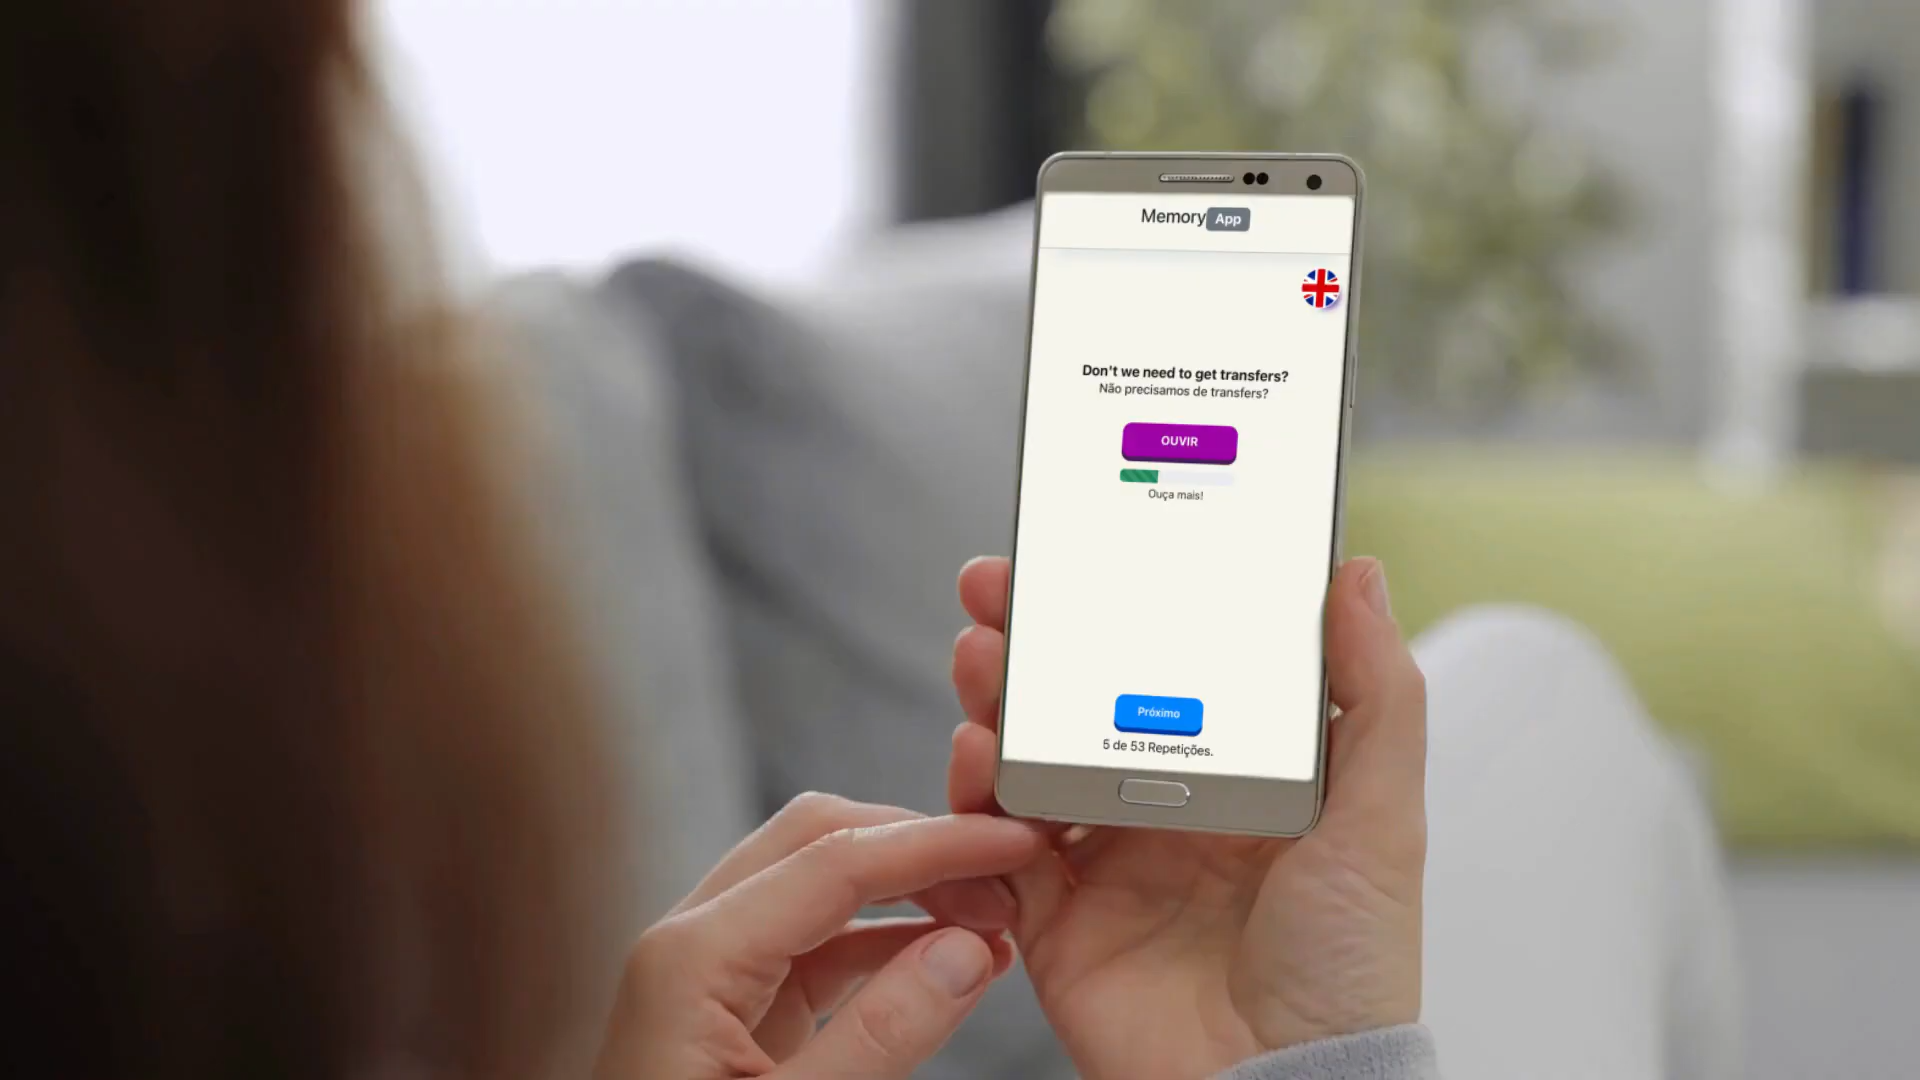 Memory App
Don't we need to get transfers?
Não precisamos de transfers?
OUVIR
Ouça mais!
Próximo
5 de 53 Repetições.